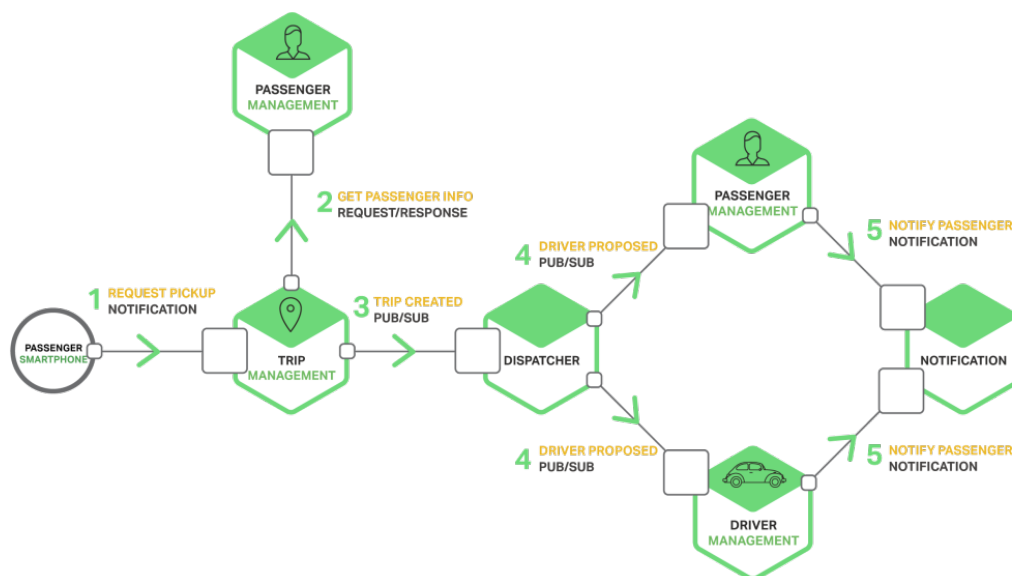 PASSENGER
MANAGEMENT
2 GET PASSENGER INFO
REQUEST/RESPONSE
1 REQUEST PICKUP
NOTIFICATION
PASSENGER
SMARTPHONE
TRIP
MANAGEMENT
3 TRIP CREATED
PUB/SUB
DISPATCHER
4 DRIVER PROPOSED
PUB/SUB
PASSENGER
MANAGEMENT
5 NOTIFY PASSENGER
NOTIFICATION
4 DRIVER PROPOSED
PUB/SUB
DRIVER
MANAGEMENT
5 NOTIFY PASSENGER
NOTIFICATION
NOTIFICATION